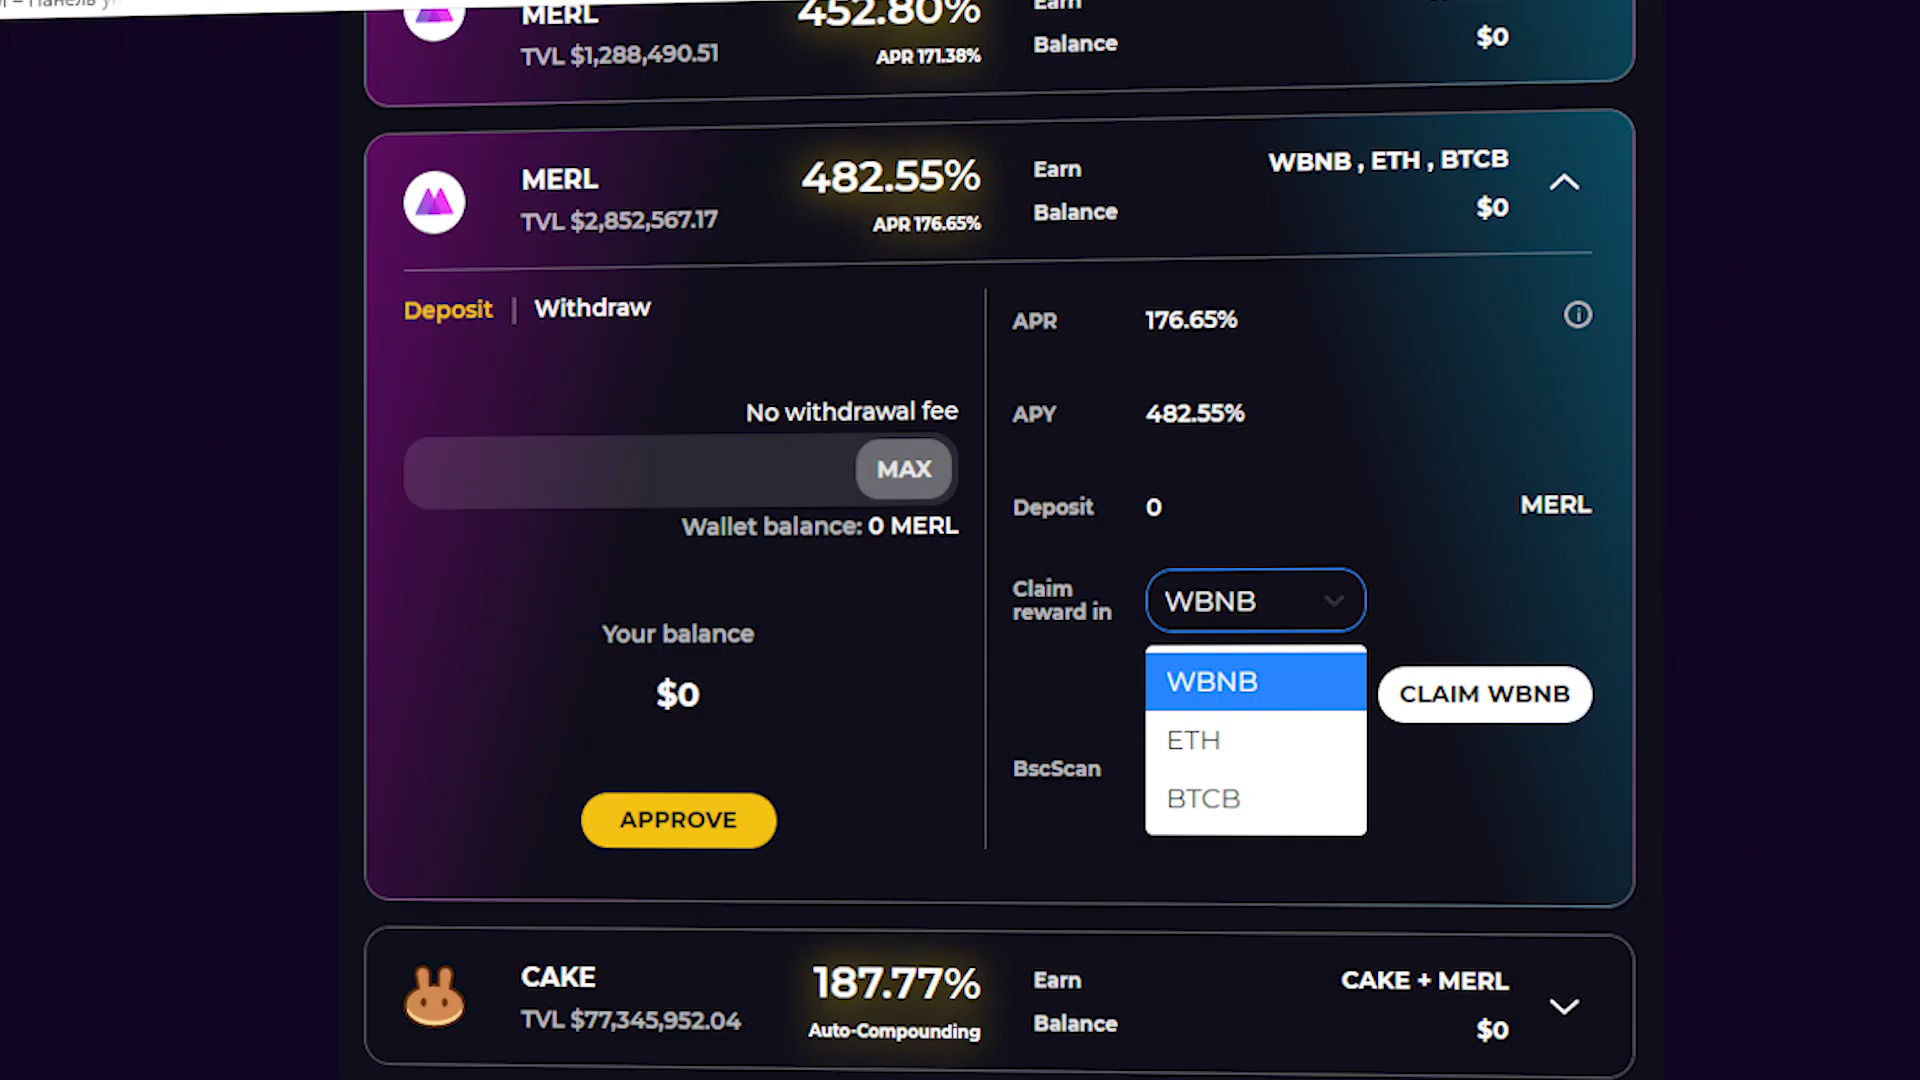 MERL
452.80%
Earn
TVL $1,288,490.51
APR 171.38%
Balance
$0
MERL
482.55%
Earn
WBNB , ETH , BTCB
TVL $2,852,567.17
APR 176.65%
Balance
$0
Deposit | Withdraw
APR 176.65%
No withdrawal fee
APY 482.55%
MAX
Wallet balance: 0 MERL
Deposit 0 MERL
Claim
reward in
WBNB
Your balance
$0
WBNB
ETH
BTCB
CLAIM WBNB
BscScan
APPROVE
CAKE
187.77%
Earn
CAKE + MERL
TVL $77,345,952.04
Auto-Compounding
Balance
$0